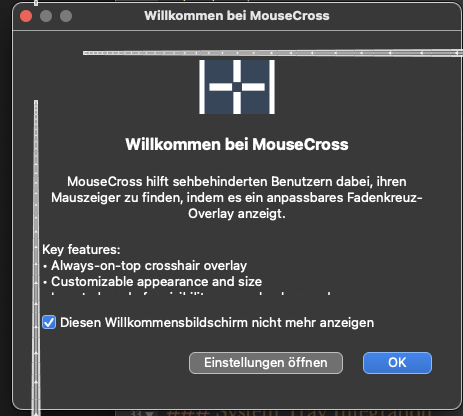 Willkommen bei MouseCross
Willkommen bei MouseCross
MouseCross hilft sehbehinderten Benutzern dabei, ihren
Mauszeiger zu finden, indem es ein anpassbares Fadenkreuz-
Overlay anzeigt.
Key features:
• Always-on-top crosshair overlay
• Customizable appearance and size
Diesen Willkommensbildschirm nicht mehr anzeigen
Einstellungen öffnen
OK